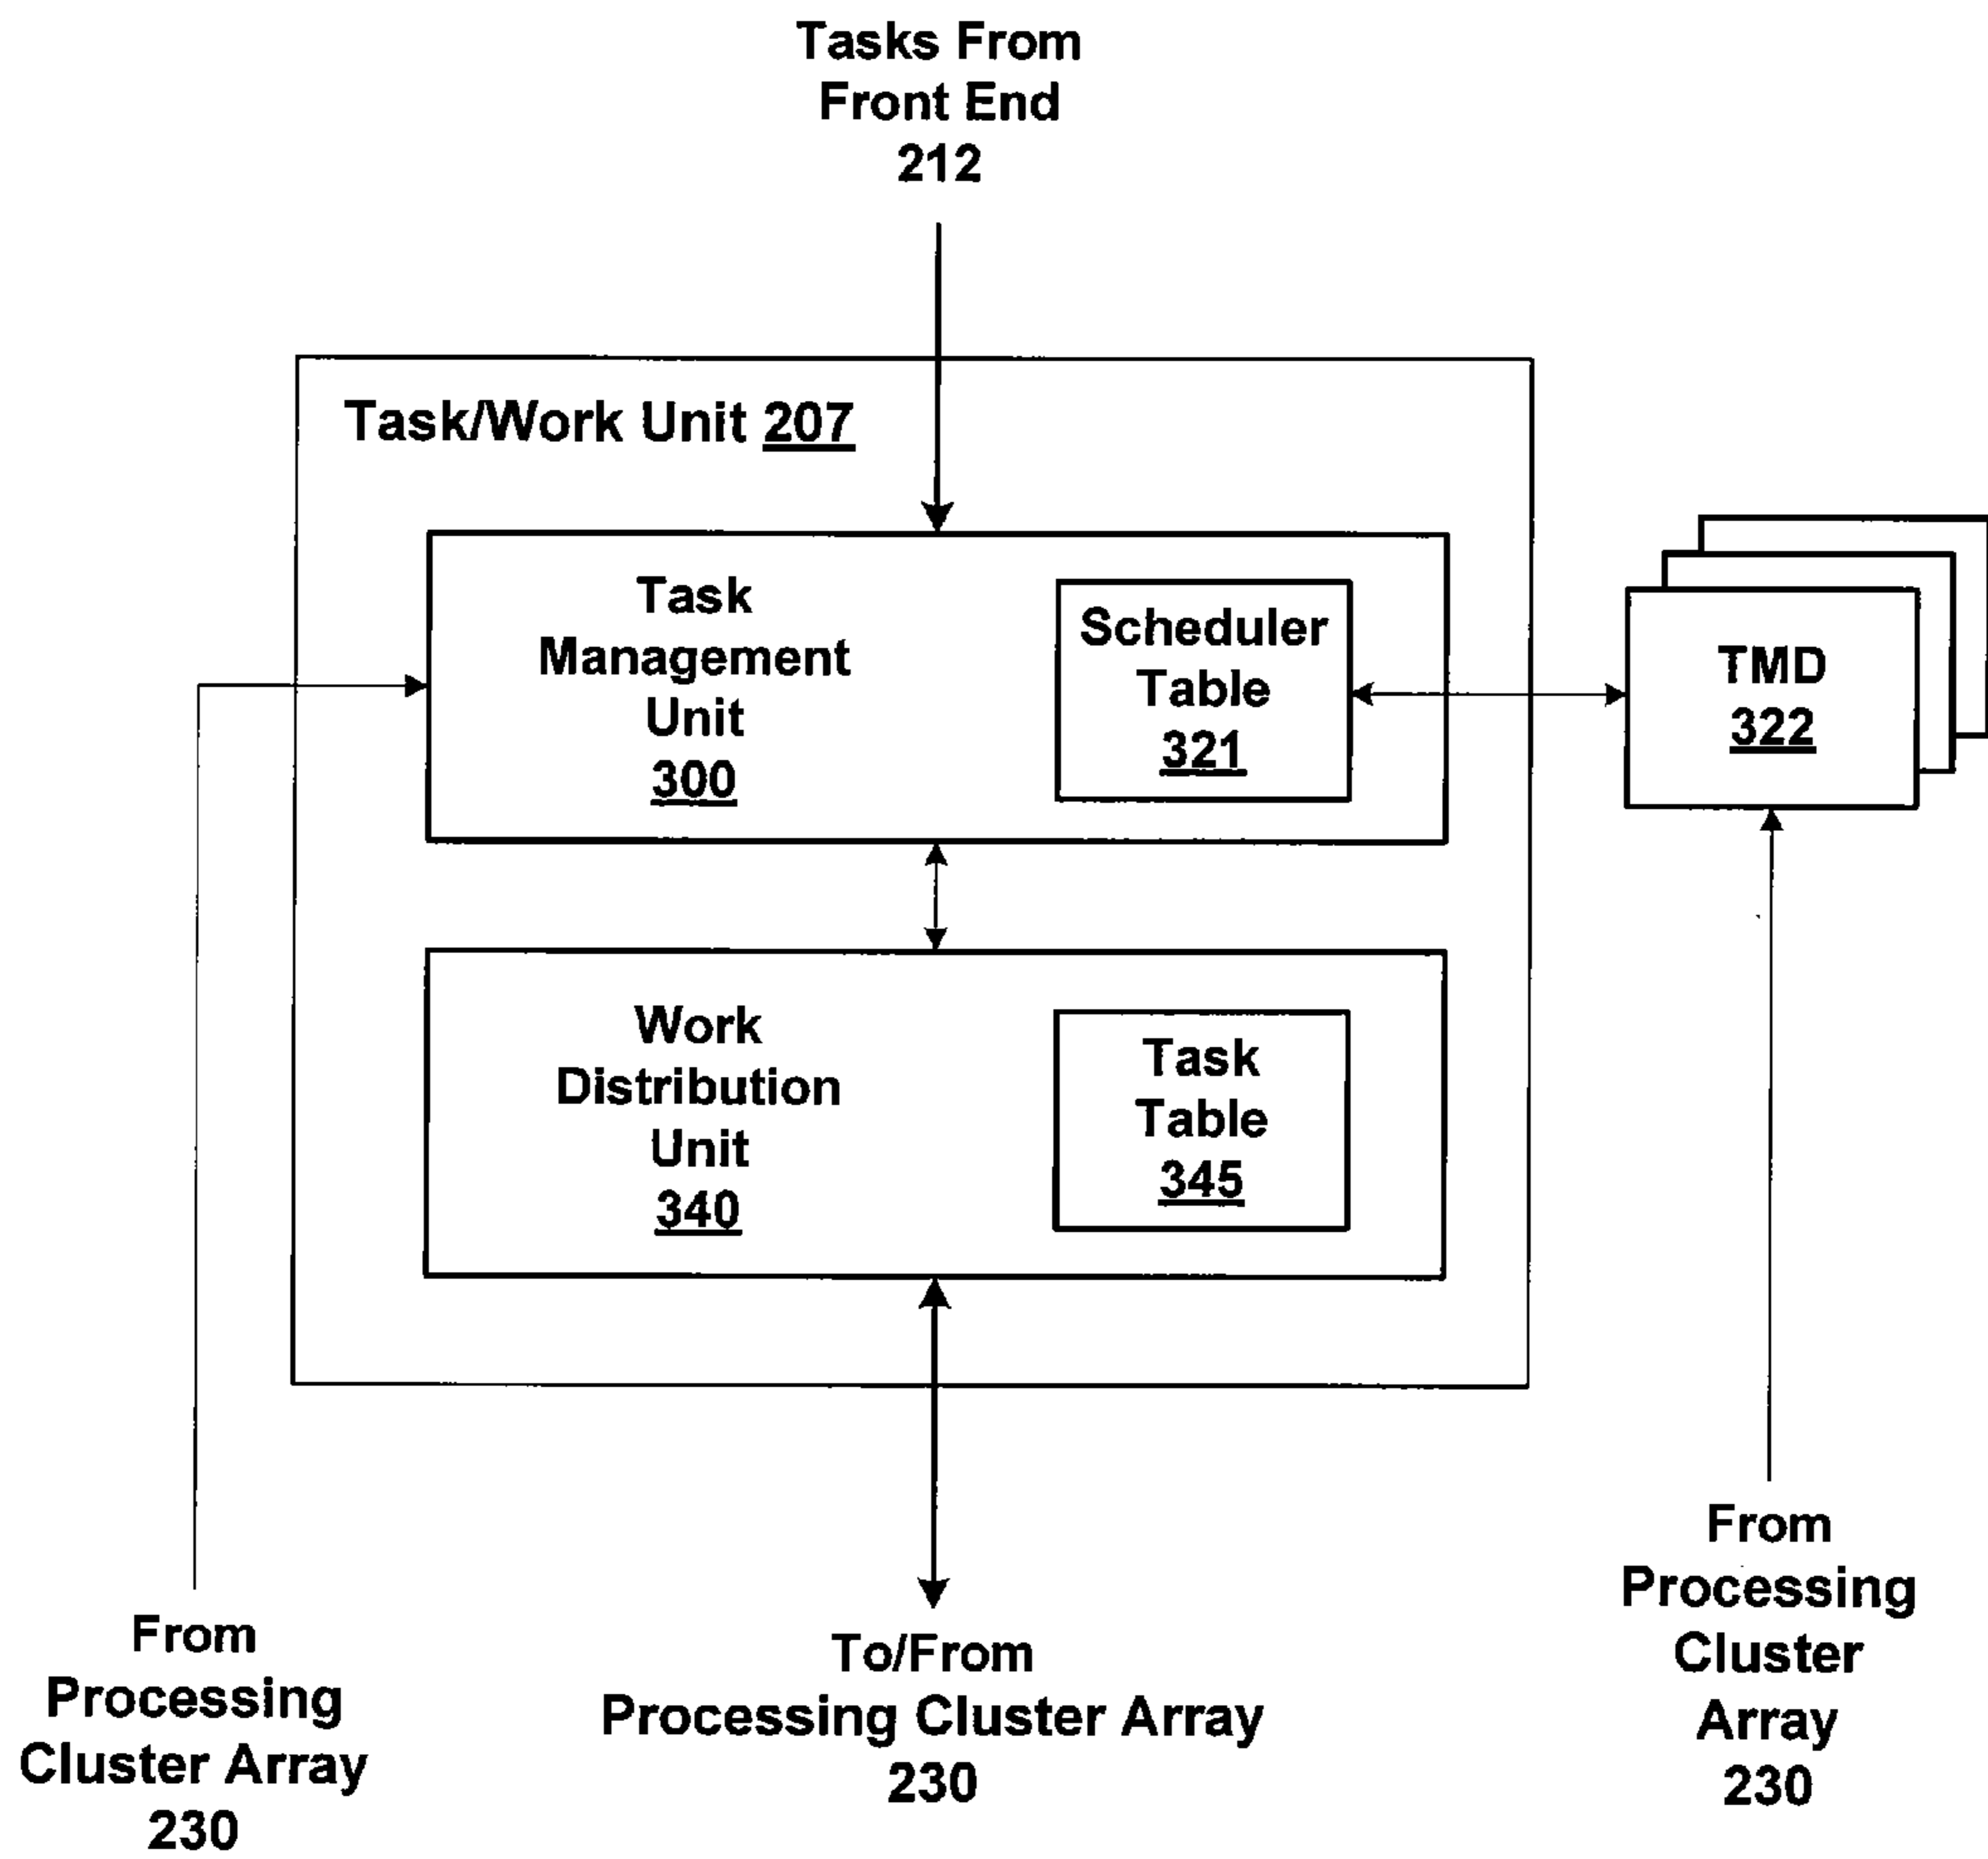 Tasks From
Front End
212
Task/Work Unit 207
Task
Management
Unit
300
Scheduler
Table
321
TMD
322
Work
Distribution
Unit
340
Task
Table
345
From
Processing
Cluster Array
230
To/From
Processing Cluster Array
230
From
Processing
Cluster
Array
230